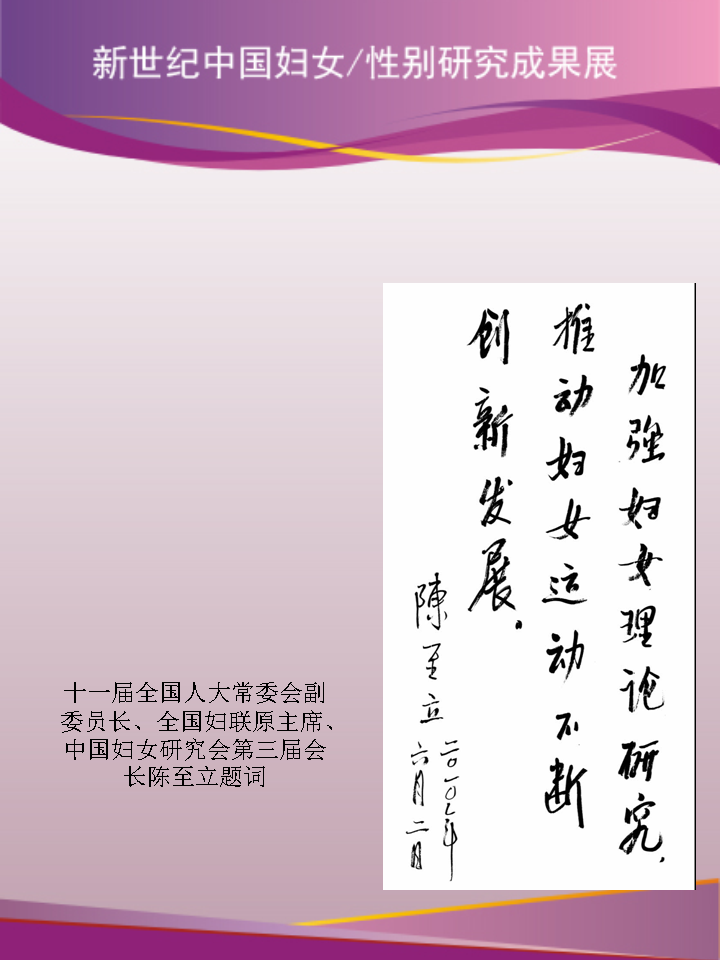 新世纪中国妇女/性别研究成果展
加强妇女理论研究，
推动妇女运动不断
创新发展。
陈至立
二〇一〇年
六月二日
十一届全国人大常委会副
委员长、全国妇联原主席、
中国妇女研究会第三届会
长陈至立题词